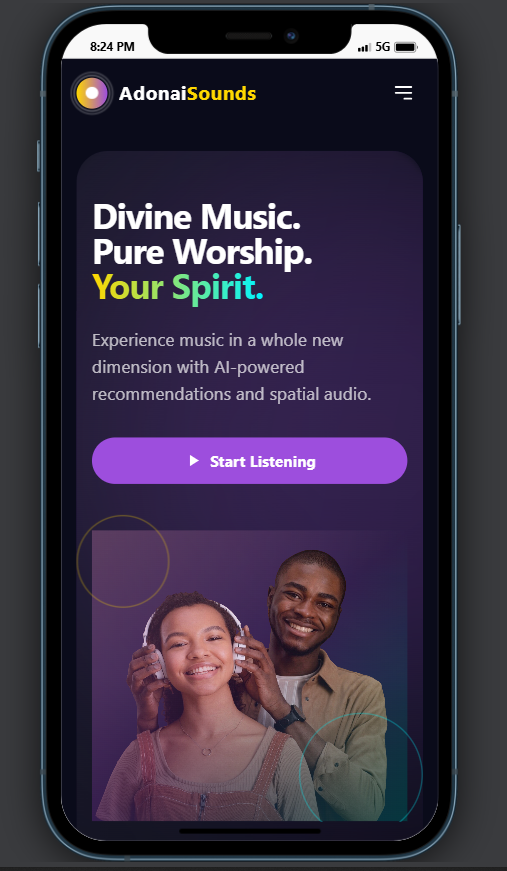 8:24 PM 5G
AdonaiSounds
Divine Music.
Pure Worship.
Your Spirit.
Experience music in a whole new
dimension with AI-powered
recommendations and spatial audio.
Start Listening